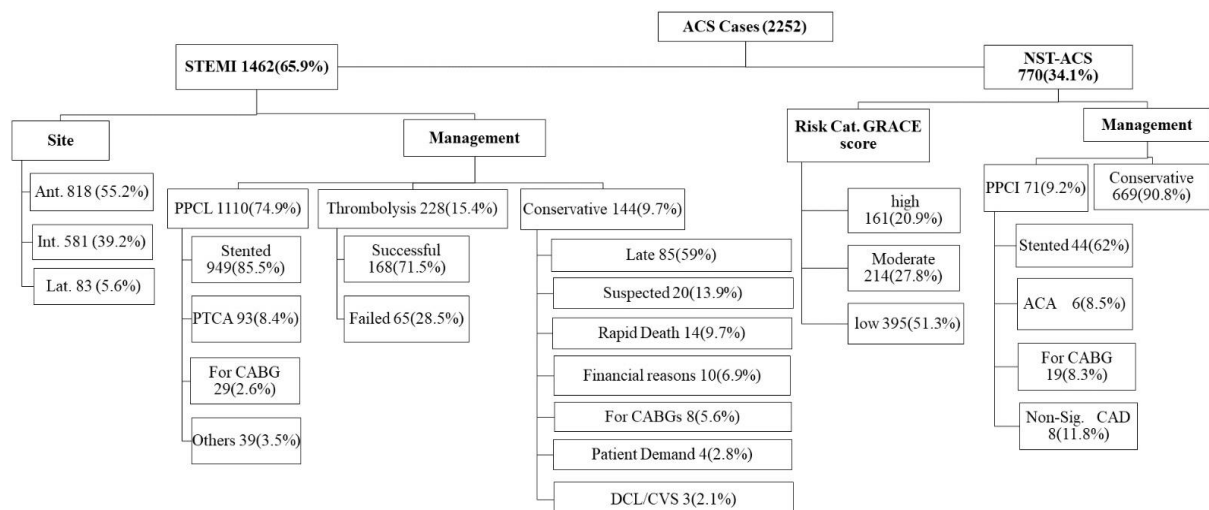 ACS Cases (2252)
STEMI 1462(65.9%)
NST-ACS
770(34.1%)
Site
Ant. 818 (55.2%)
Int. 581 (39.2%)
Lat. 83 (5.6%)
Management
PPCL 1110(74.9%)
Stented
949(85.5%)
PTCA 93(8.4%)
For CABG
29(2.6%)
Others 39(3.5%)
Thrombolysis 228(15.4%)
Successful
168(71.5%)
Failed 65(28.5%)
Conservative 144(9.7%)
Late 85(59%)
Suspected 20(13.9%)
Rapid Death 14(9.7%)
Financial reasons 10(6.9%)
For CABGs 8(5.6%)
Patient Demand 4(2.8%)
DCL/CVS 3(2.1%)
Risk Cat. GRACE
score
high
161(20.9%)
Moderate
214(27.8%)
low 395(51.3%)
Management
PPCI 71(9.2%)
Stented 44(62%)
ACA 6(8.5%)
For CABG
19(8.3%)
Non-Sig. CAD
8(11.8%)
Conservative
669(90.8%)